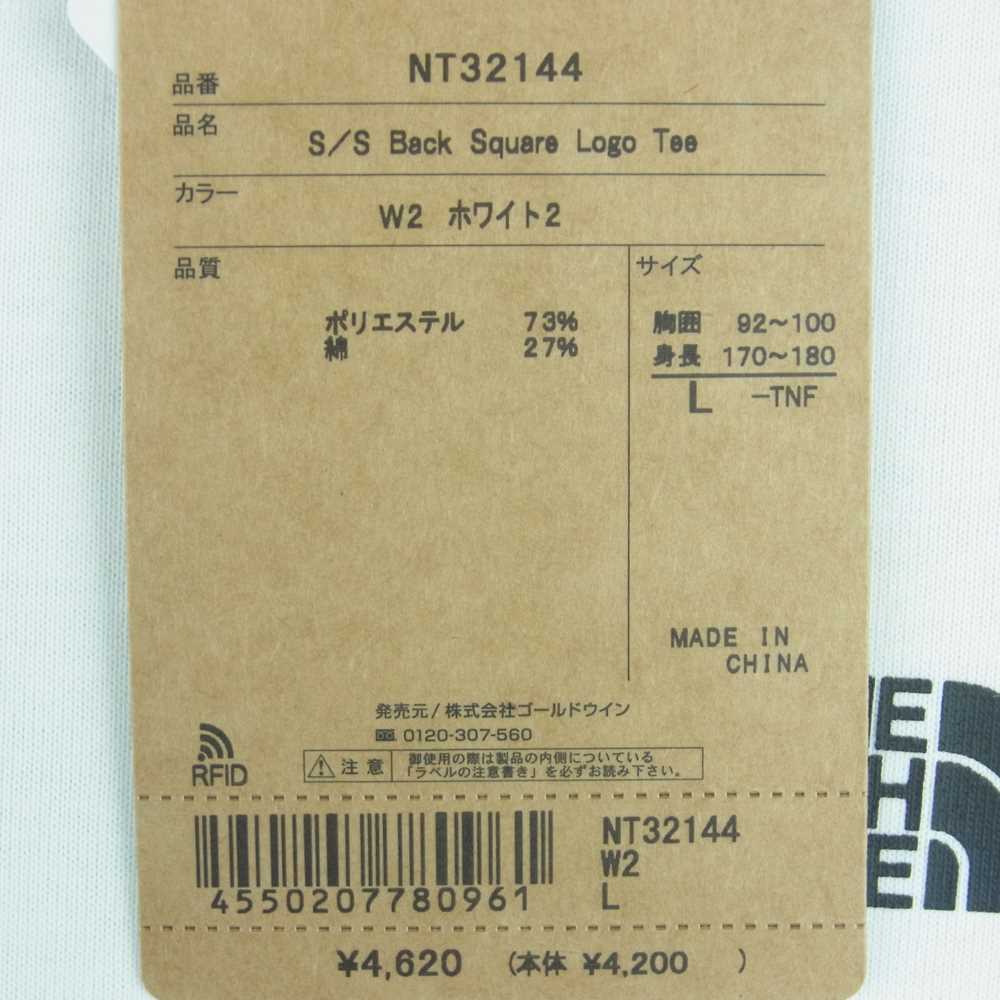 品番 NT32144
品名 S/S Back Square Logo Tee
カラー W2 ホワイト2
品質
ポリエステル 73%
綿 27%
サイズ
胸囲 92～100
身長 170～180
L -TNF
MADE IN
CHINA
発売元/株式会社ゴールドウイン
0120-307-560
RFID
注意
御使用の際は製品の内側についている
「ラベルの注意書き」を必ずお読み下さい。
4550207780961
NT32144
W2
L
¥4,620 (本体 ¥4,200 )
HE
H
E